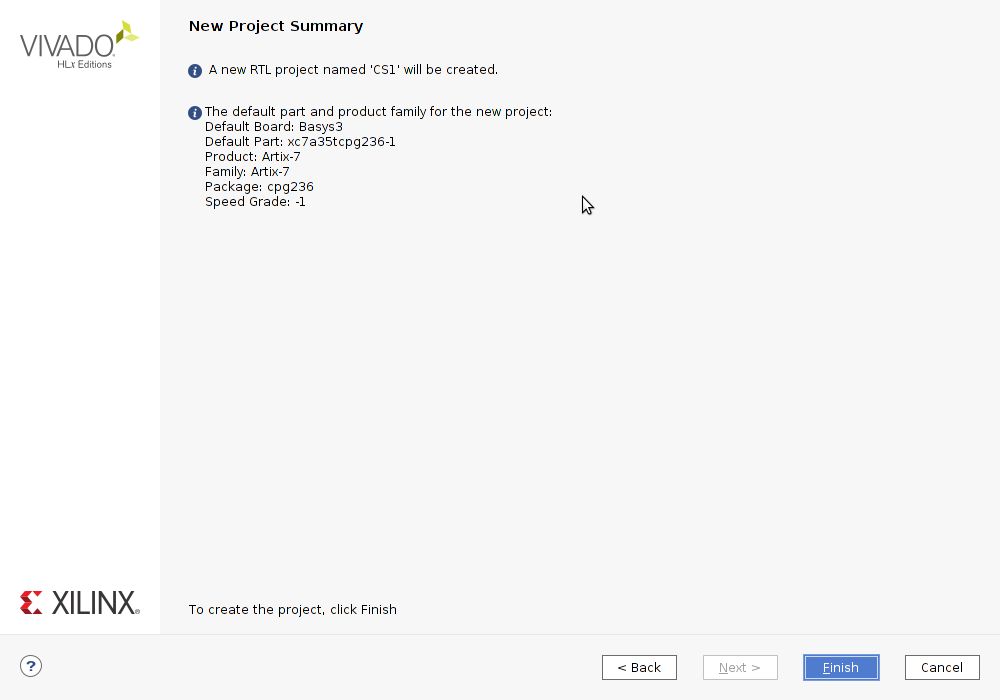 VIVADO
HLx Editions
New Project Summary
A new RTL project named 'CS1' will be created.
The default part and product family for the new project:
Default Board: Basys3
Default Part: xc7a35tcpg236-1
Product: Artix-7
Family: Artix-7
Package: cpg236
Speed Grade: -1
XILINX
To create the project, click Finish
?
< Back
Next >
Finish
Cancel